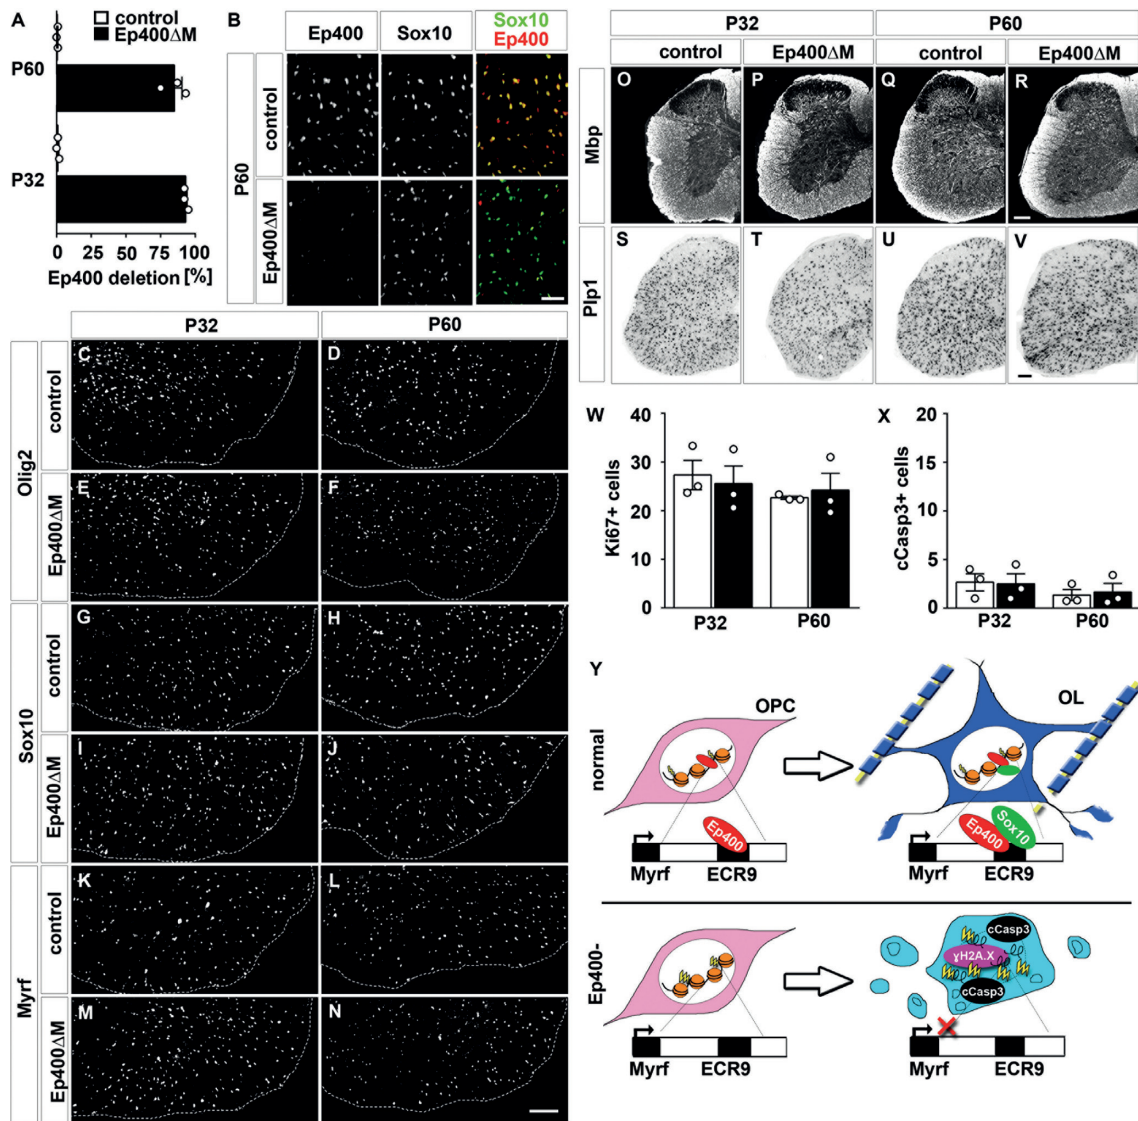 A
control
Ep400ΔM
P60
P32
0 25 50 75 100
Ep400 deletion [%]
B
Ep400
Sox10
Sox10
Ep400
P60
control
Ep400ΔM
P32
P60
Olig2
control
C
D
Ep400ΔM
E
F
Sox10
control
G
H
Ep400ΔM
I
J
Myrf
control
K
L
Ep400ΔM
M
N
P32
P60
control
Ep400ΔM
control
Ep400ΔM
Mbp
O
P
Q
R
Plp1
S
T
U
V
W
Ki67+ cells
40
30
20
10
0
P32
P60
X
cCasp3+ cells
20
15
10
5
0
P32
P60
Y
normal
OPC
OL
Ep400
Myrf
ECR9
Ep400
Sox10
Myrf
ECR9
Ep400-
Myrf
ECR9
cCasp3
γH2A.X
cCasp3
Myrf
ECR9